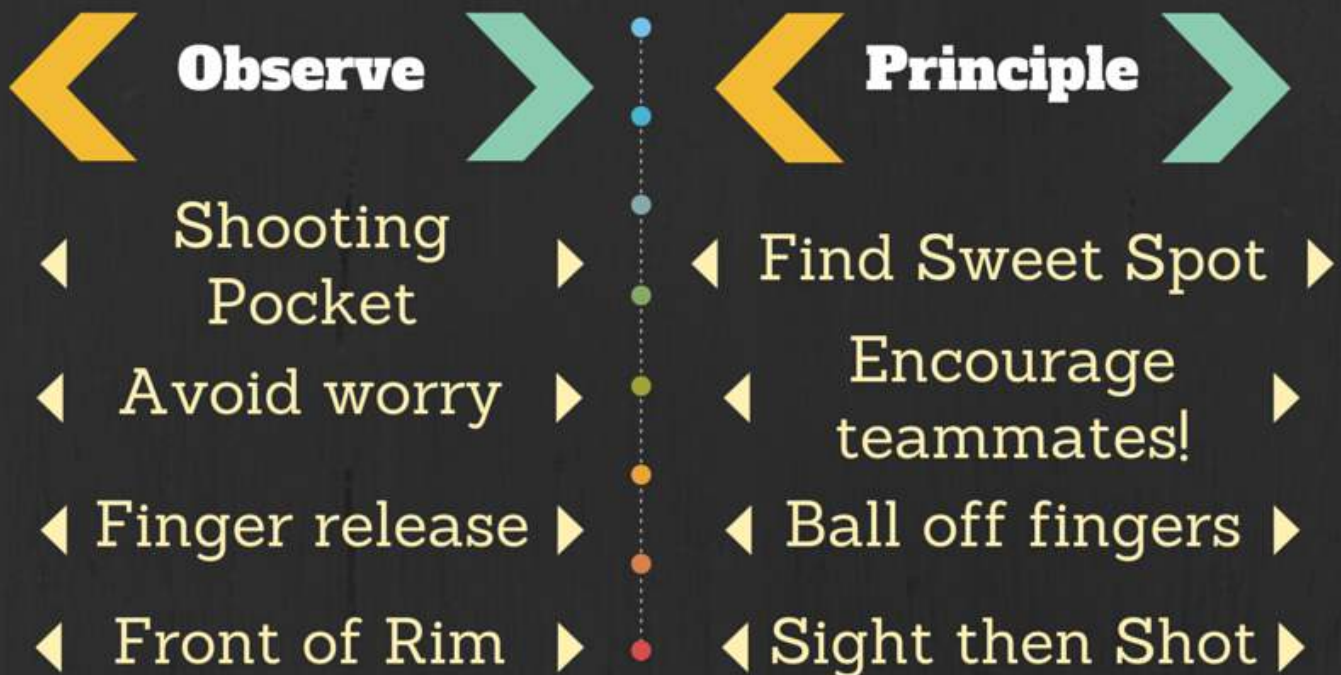 Observe
Principle
Shooting
Pocket
Find Sweet Spot
Avoid worry
Encourage
teammates!
Finger release
Ball off fingers
Front of Rim
Sight then Shot